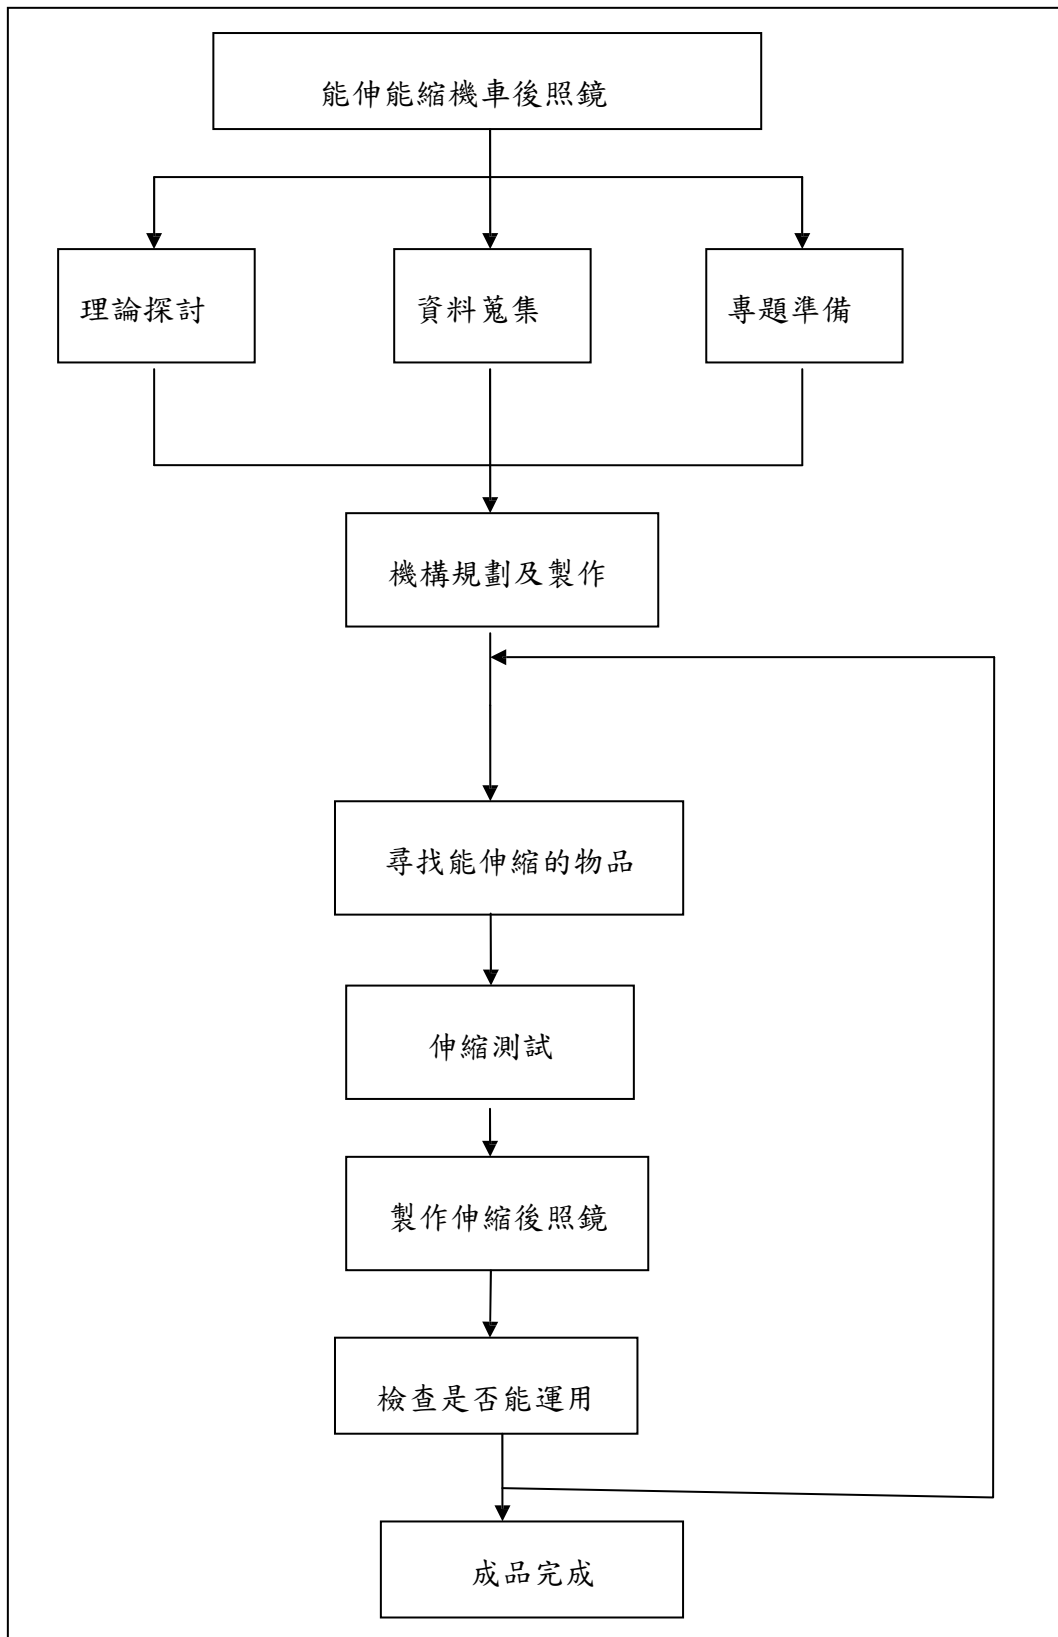 能伸能縮機車後照鏡
理論探討
資料蒐集
專題準備
機構規劃及製作
尋找能伸縮的物品
伸縮測試
製作伸縮後照鏡
檢查是否能運用
成品完成